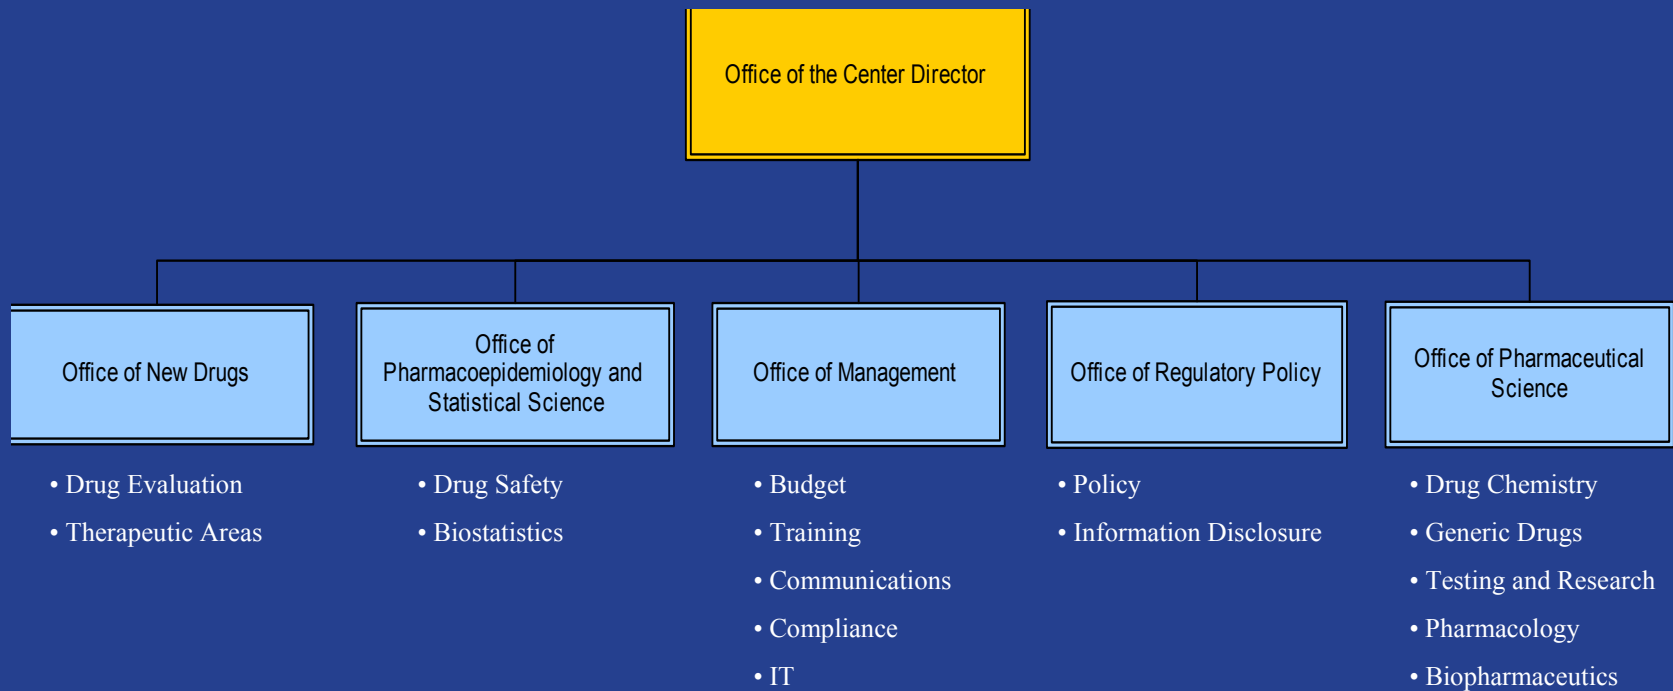 Office of the Center Director
Office of New Drugs
• Drug Evaluation
• Therapeutic Areas
Office of
Pharmacoepidemiology and
Statistical Science
• Drug Safety
• Biostatistics
Office of Management
• Budget
• Training
• Communications
• Compliance
• IT
Office of Regulatory Policy
• Policy
• Information Disclosure
Office of Pharmaceutical
Science
• Drug Chemistry
• Generic Drugs
• Testing and Research
• Pharmacology
• Biopharmaceutics